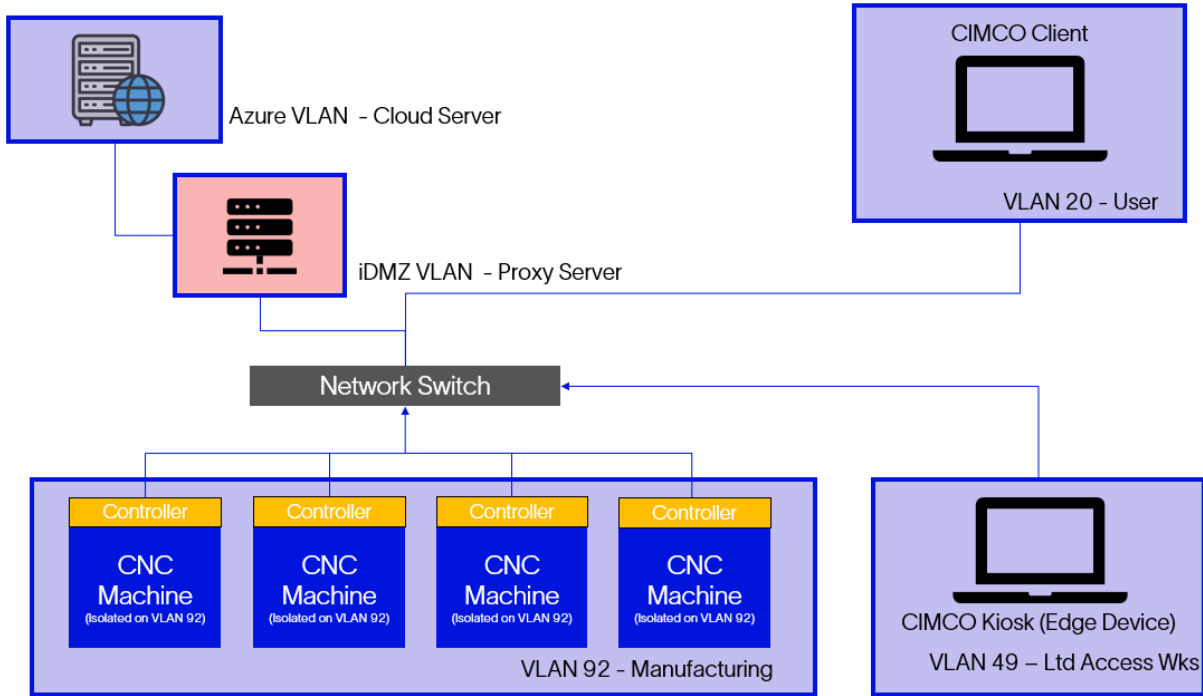 CIMCO Client
Azure VLAN - Cloud Server
VLAN 20 - User
iDMZ VLAN - Proxy Server
Network Switch
Controller
Controller
Controller
Controller
CNC
Machine
(Isolated on VLAN 92)
CNC
Machine
(Isolated on VLAN 92)
CNC
Machine
(Isolated on VLAN 92)
CNC
Machine
(Isolated on VLAN 92)
VLAN 92 - Manufacturing
CIMCO Kiosk (Edge Device)
VLAN 49 – Ltd Access Wks